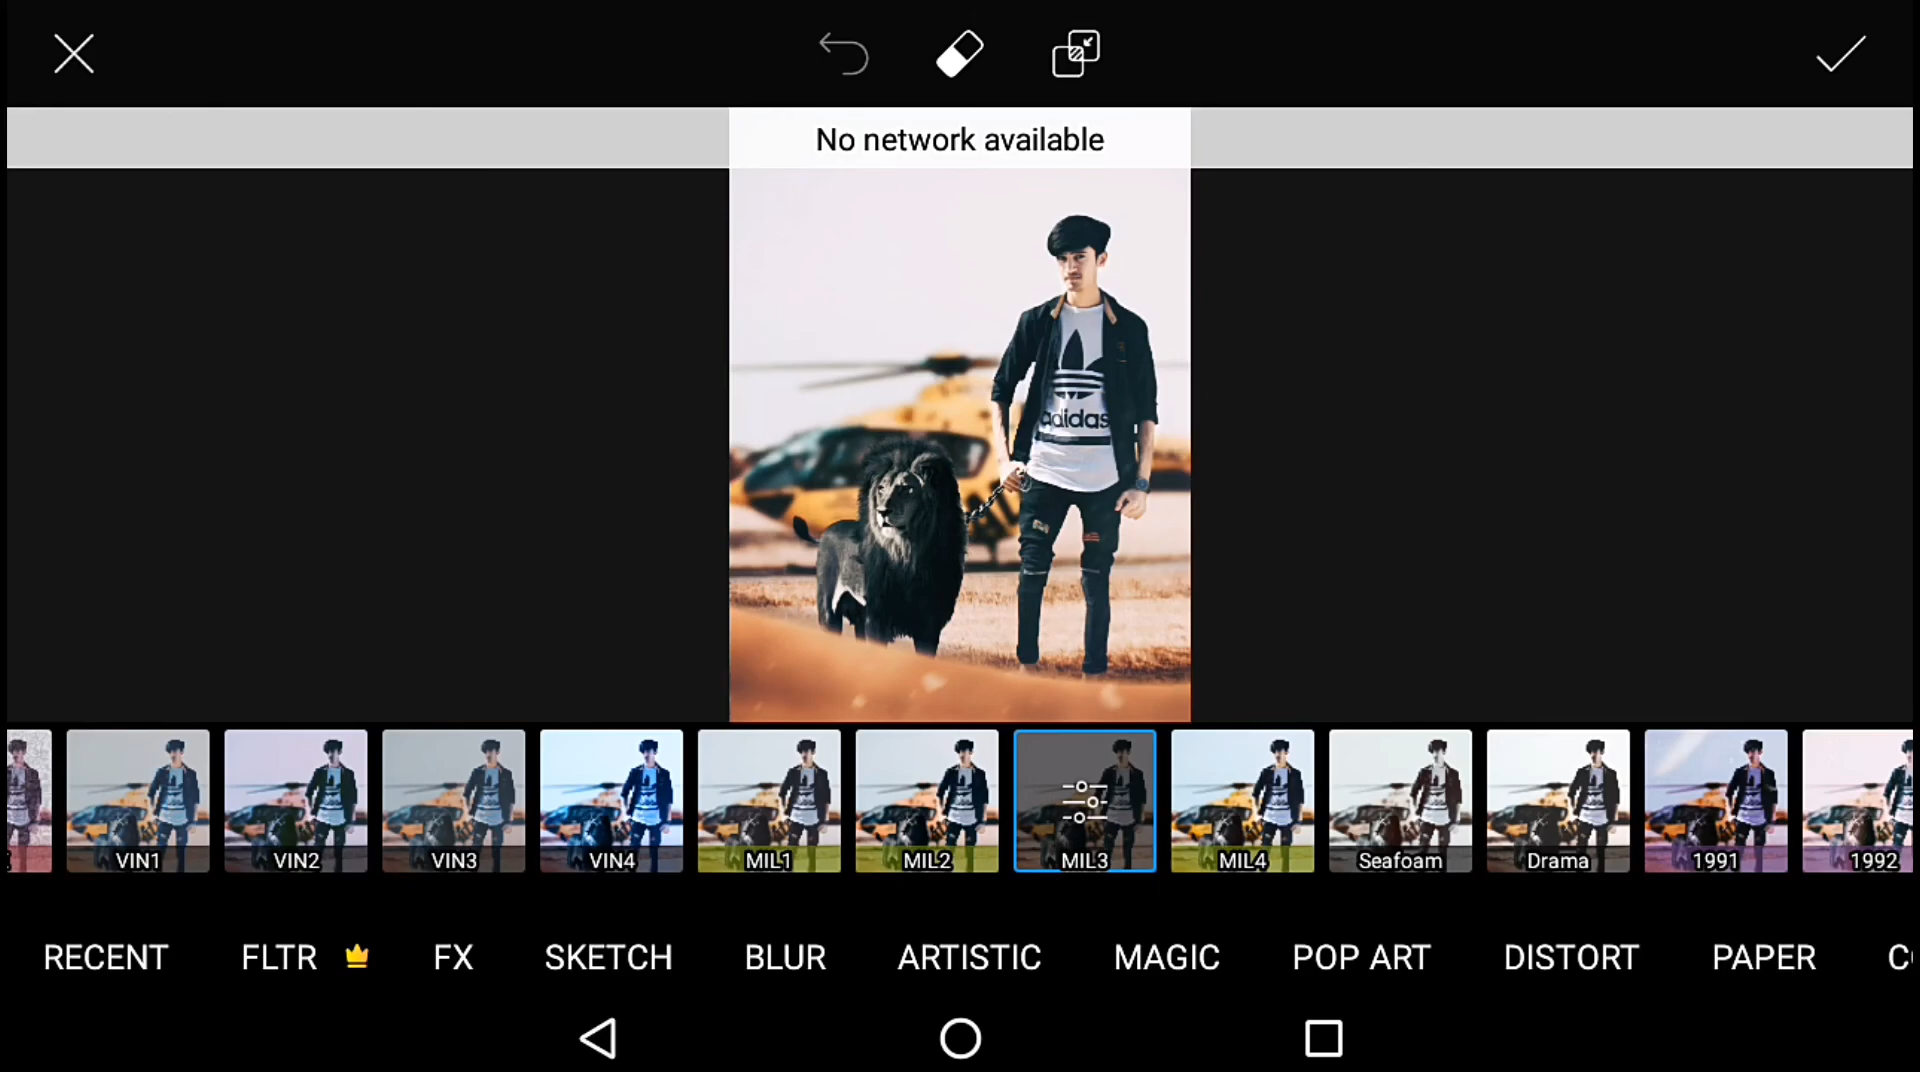 No network available
adidas
VIN1
VIN2
VIN3
VIN4
MIL1
MIL2
MIL3
MIL4
Seafoam
Drama
1991
1992
RECENT
FLTR
FX
SKETCH
BLUR
ARTISTIC
MAGIC
POP ART
DISTORT
PAPER